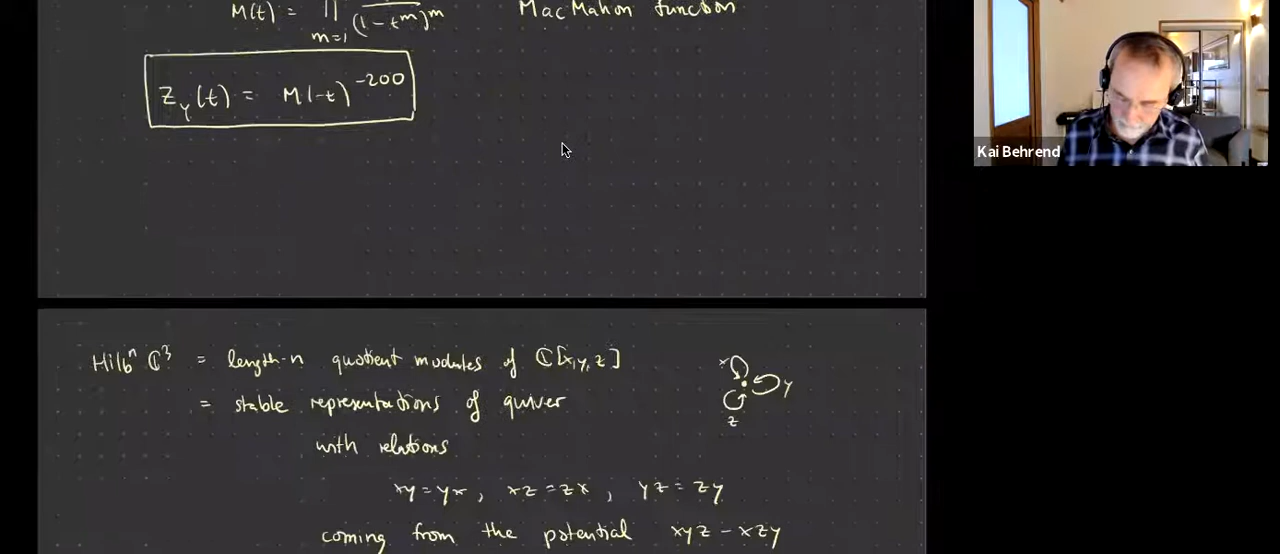 M(t) = ∏ m=1 1/(1 - t^m)^m MacMahon function
Z_Y(t) = M(-t)^-200
Kai Behrend
Hilb^n ℂ^3 = length-n quotient modules of ℂ[x,y,z]
= stable representations of quiver
x
y
z
with relations
xy = yx, xz = zx, yz = zy
coming from the potential xyz - xzy